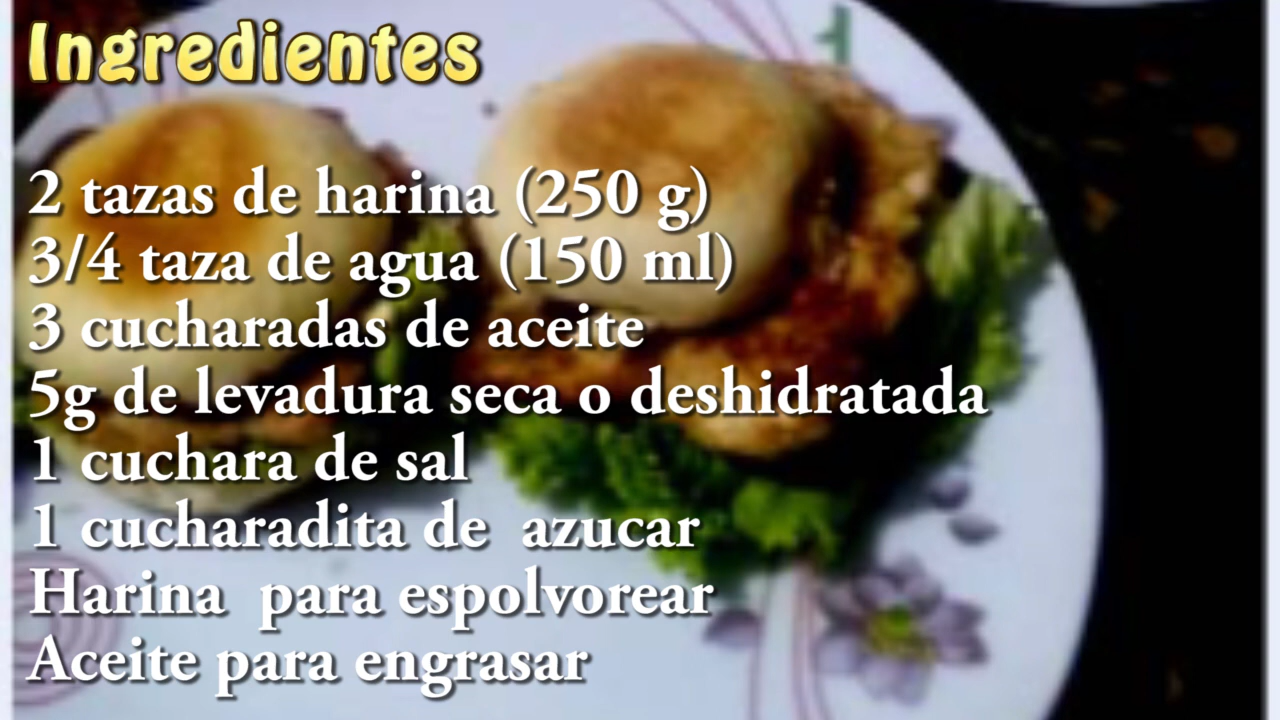 Ingredientes
2 tazas de harina (250 g)
3/4 taza de agua (150 ml)
3 cucharadas de aceite
5g de levadura seca o deshidratada
1 cuchara de sal
1 cucharadita de  azucar
Harina  para espolvorear
Aceite para engrasar